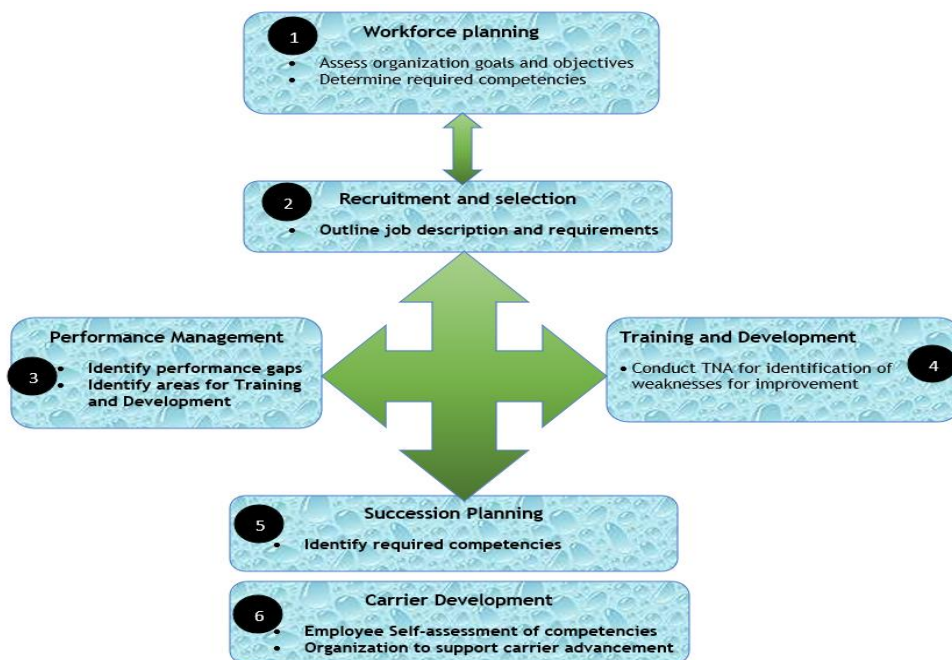 1
Workforce planning
• Assess organization goals and objectives
• Determine required competencies
2
Recruitment and selection
• Outline job description and requirements
Performance Management
3
• Identify performance gaps
• Identify areas for Training
and Development
Training and Development
4
• Conduct TNA for identification of
weaknesses for improvement
5
Succession Planning
• Identify required competencies
6
Carrier Development
• Employee Self-assessment of competencies
• Organization to support carrier advancement